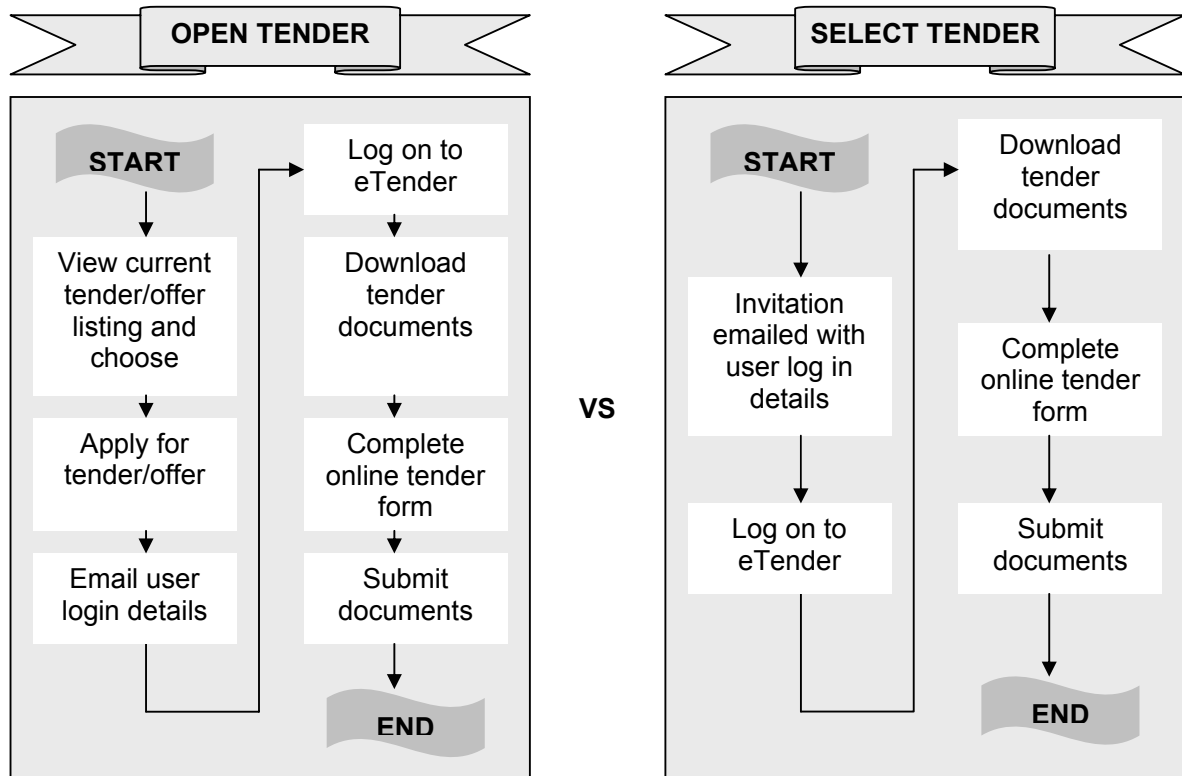 OPEN TENDER
START
View current
tender/offer
listing and
choose
Apply for
tender/offer
Email user
login details
Log on to
eTender
Download
tender
documents
Complete
online tender
form
Submit
documents
END
VS
SELECT TENDER
START
Invitation
emailed with
user log in
details
Log on to
eTender
Download
tender
documents
Complete
online tender
form
Submit
documents
END